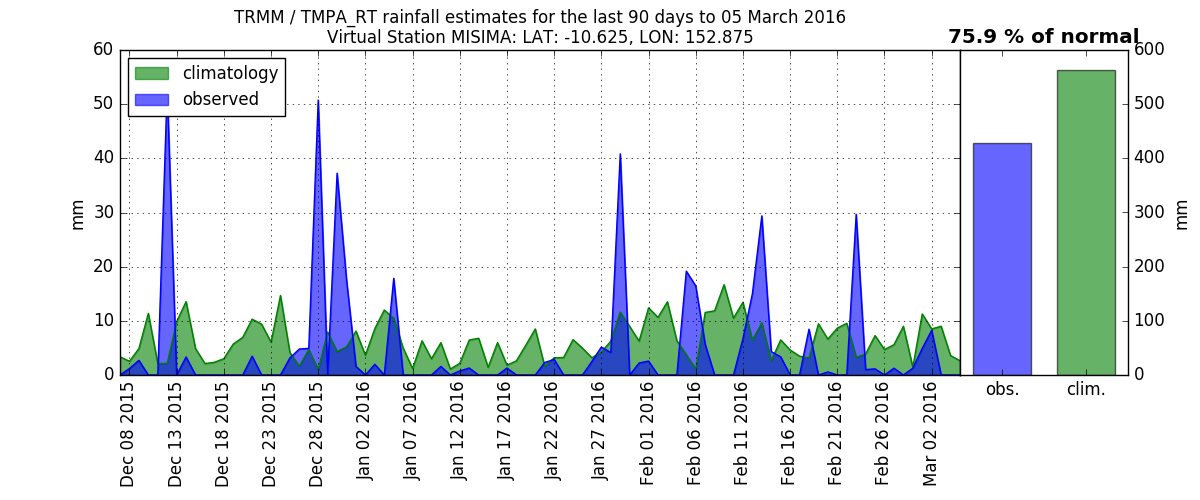 TRMM / TMPA_RT rainfall estimates for the last 90 days to 05 March 2016
Virtual Station MISIMA: LAT: -10.625, LON: 152.875
75.9 % of normal
climatology
observed
mm
60
50
40
30
20
10
0
Dec 08 2015
Dec 13 2015
Dec 18 2015
Dec 23 2015
Dec 28 2015
Jan 02 2016
Jan 07 2016
Jan 12 2016
Jan 17 2016
Jan 22 2016
Jan 27 2016
Feb 01 2016
Feb 06 2016
Feb 11 2016
Feb 16 2016
Feb 21 2016
Feb 26 2016
Mar 02 2016
600
500
400
300
200
100
0
mm
obs.
clim.